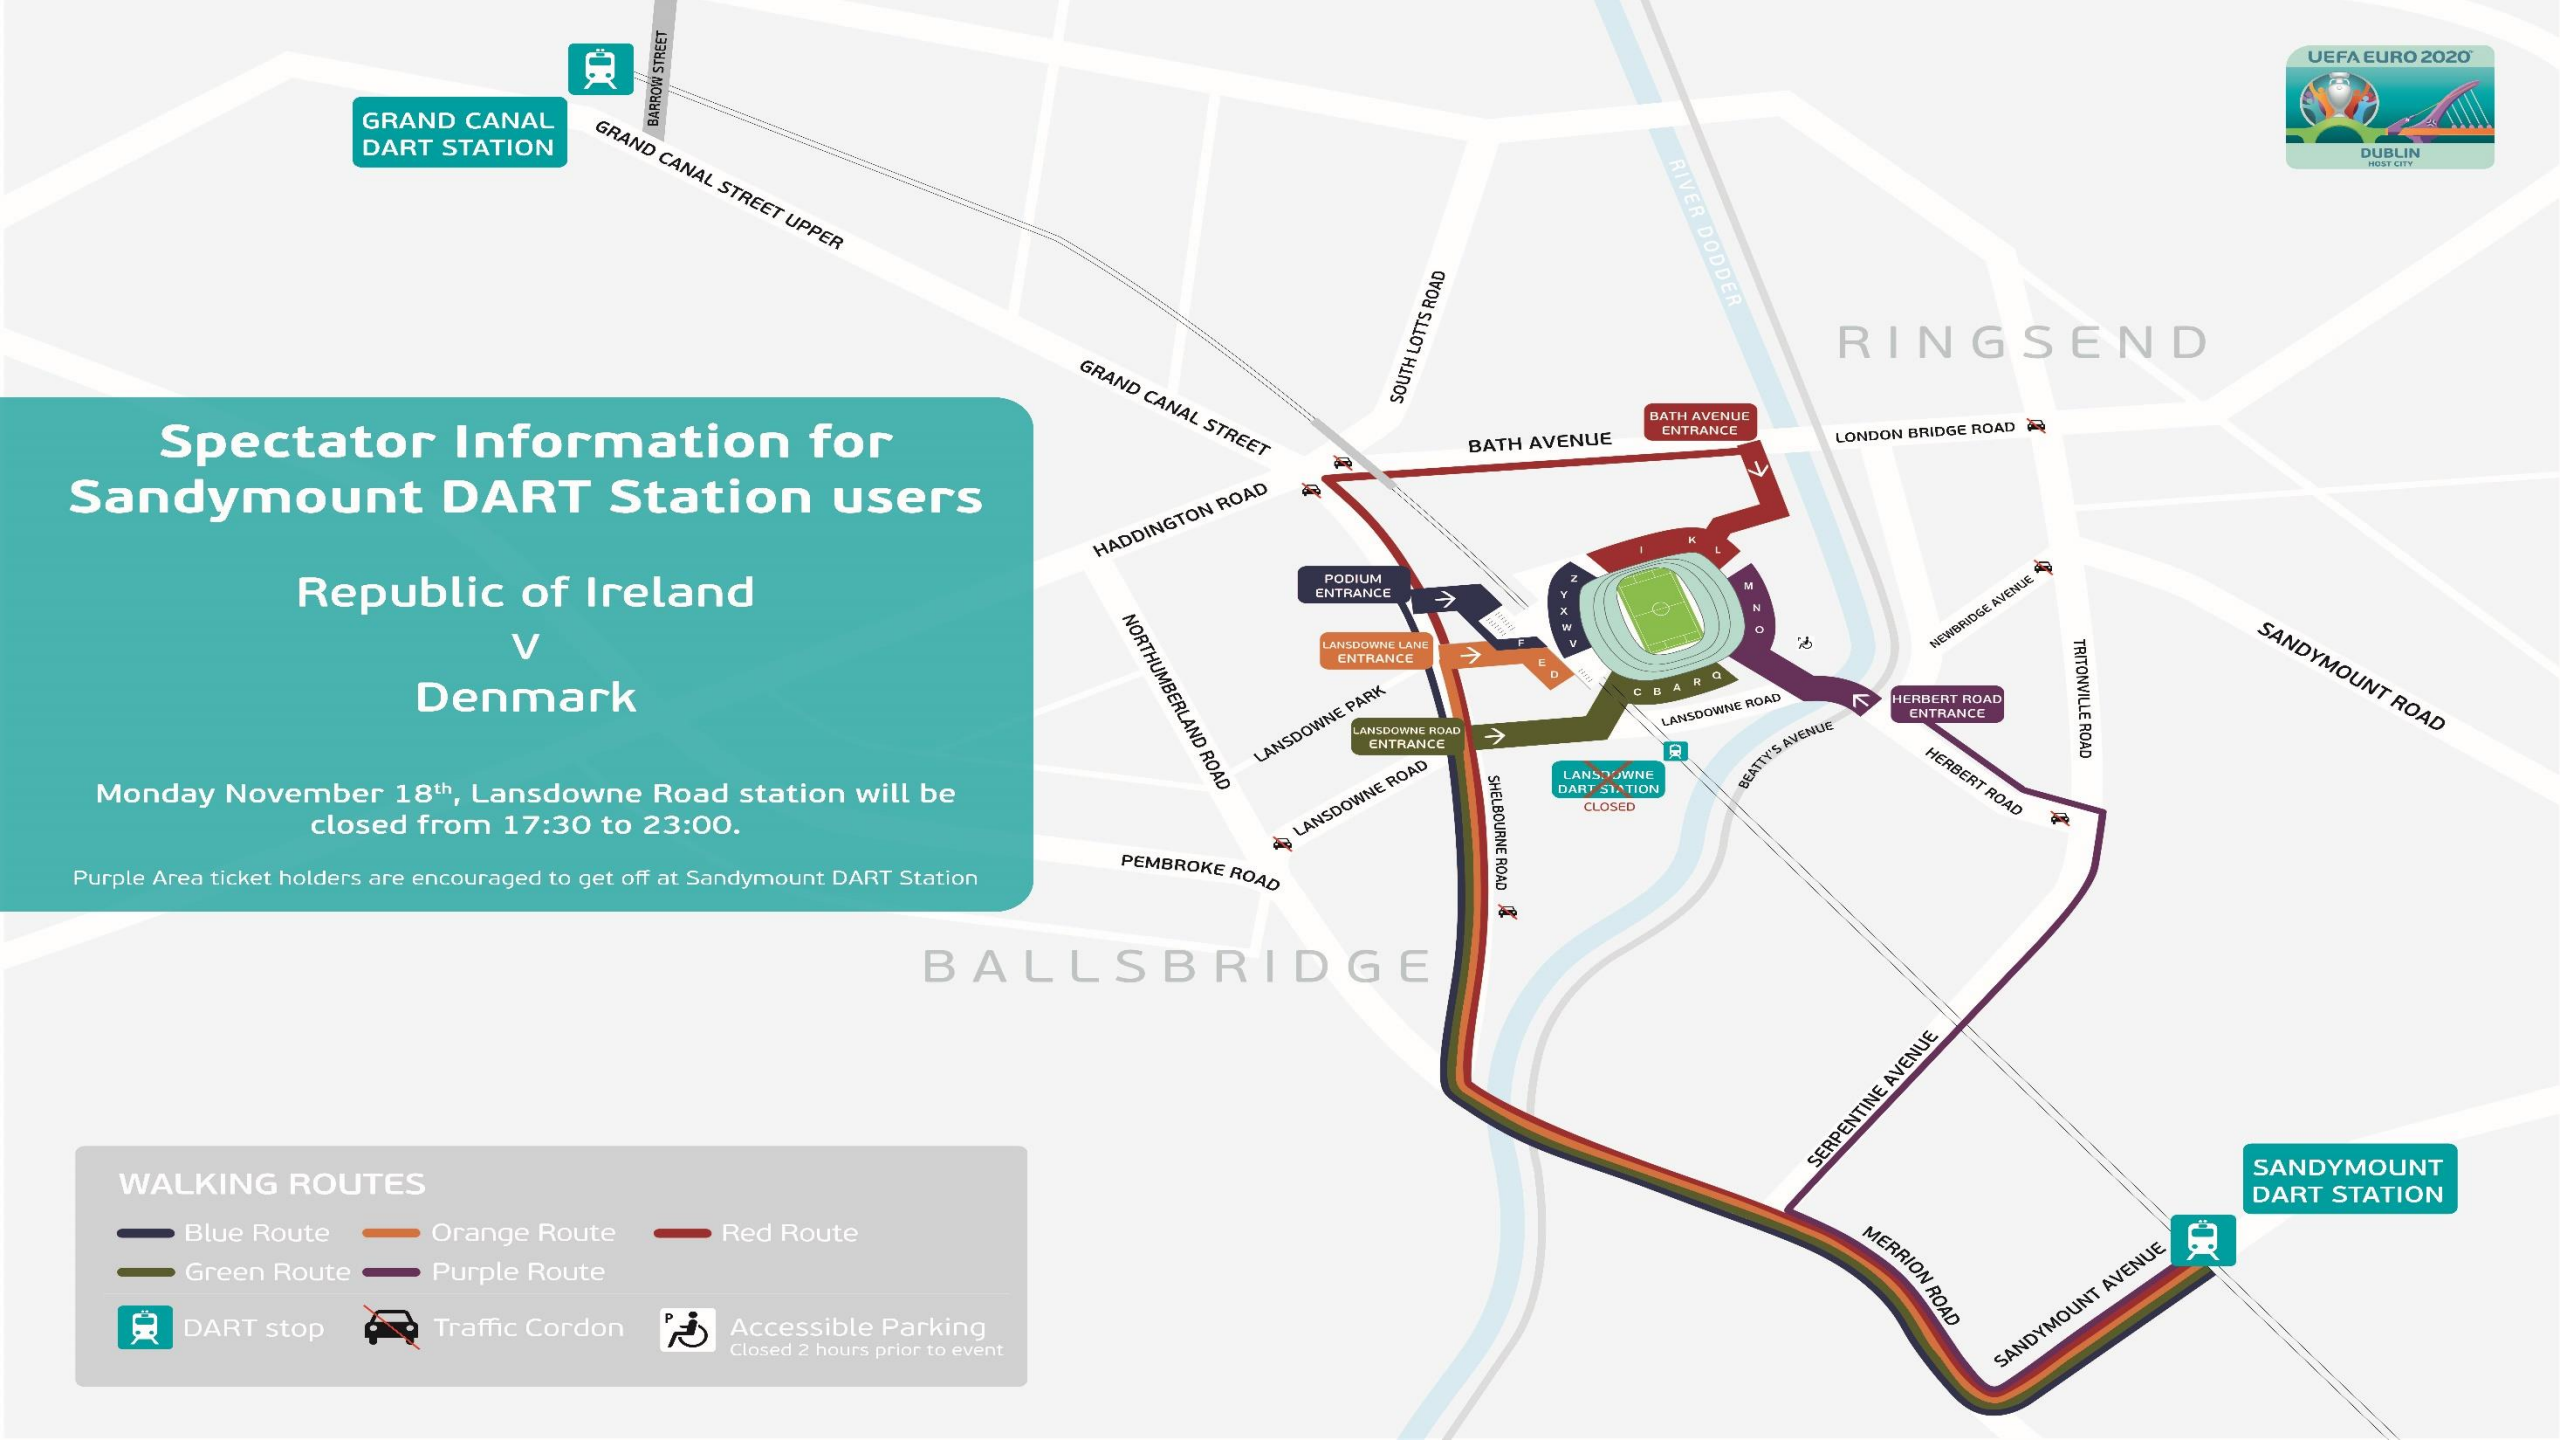 UEFA EURO 2020
DUBLIN
HOST CITY
GRAND CANAL
DART STATION
BARROW STREET
GRAND CANAL STREET UPPER
RIVER DODDER
SOUTH LOTTS ROAD
RINGSEND
GRAND CANAL STREET
BATH AVENUE
BATH AVENUE
ENTRANCE
LONDON BRIDGE ROAD
HADDINGTON ROAD
Spectator Information for
Sandymount DART Station users
Republic of Ireland
V
Denmark
Monday November 18th, Lansdowne Road station will be
closed from 17:30 to 23:00.
Purple Area ticket holders are encouraged to get off at Sandymount DART Station
I
K
L
Z
Y
X
W
V
M
N
O
PODIUM
ENTRANCE
F
LANSDOWNE LANE
ENTRANCE
E
D
C
B
A
R
Q
NEWBRIDGE AVENUE
SANDYMOUNT ROAD
TRITONVILLE ROAD
NORTHUMBERLAND ROAD
LANSDOWNE PARK
LANSDOWNE ROAD
HERBERT ROAD
ENTRANCE
LANSDOWNE ROAD
ENTRANCE
BEATTY'S AVENUE
HERBERT ROAD
LANSDOWNE ROAD
LANSDOWNE
DART STATION
CLOSED
SHELBOURNE ROAD
PEMBROKE ROAD
BALLSBRIDGE
SERPENTINE AVENUE
SANDYMOUNT
DART STATION
MERRION ROAD
SANDYMOUNT AVENUE
WALKING ROUTES
Blue Route
Orange Route
Red Route
Green Route
Purple Route
DART stop
Traffic Cordon
P
Accessible Parking
Closed 2 hours prior to event